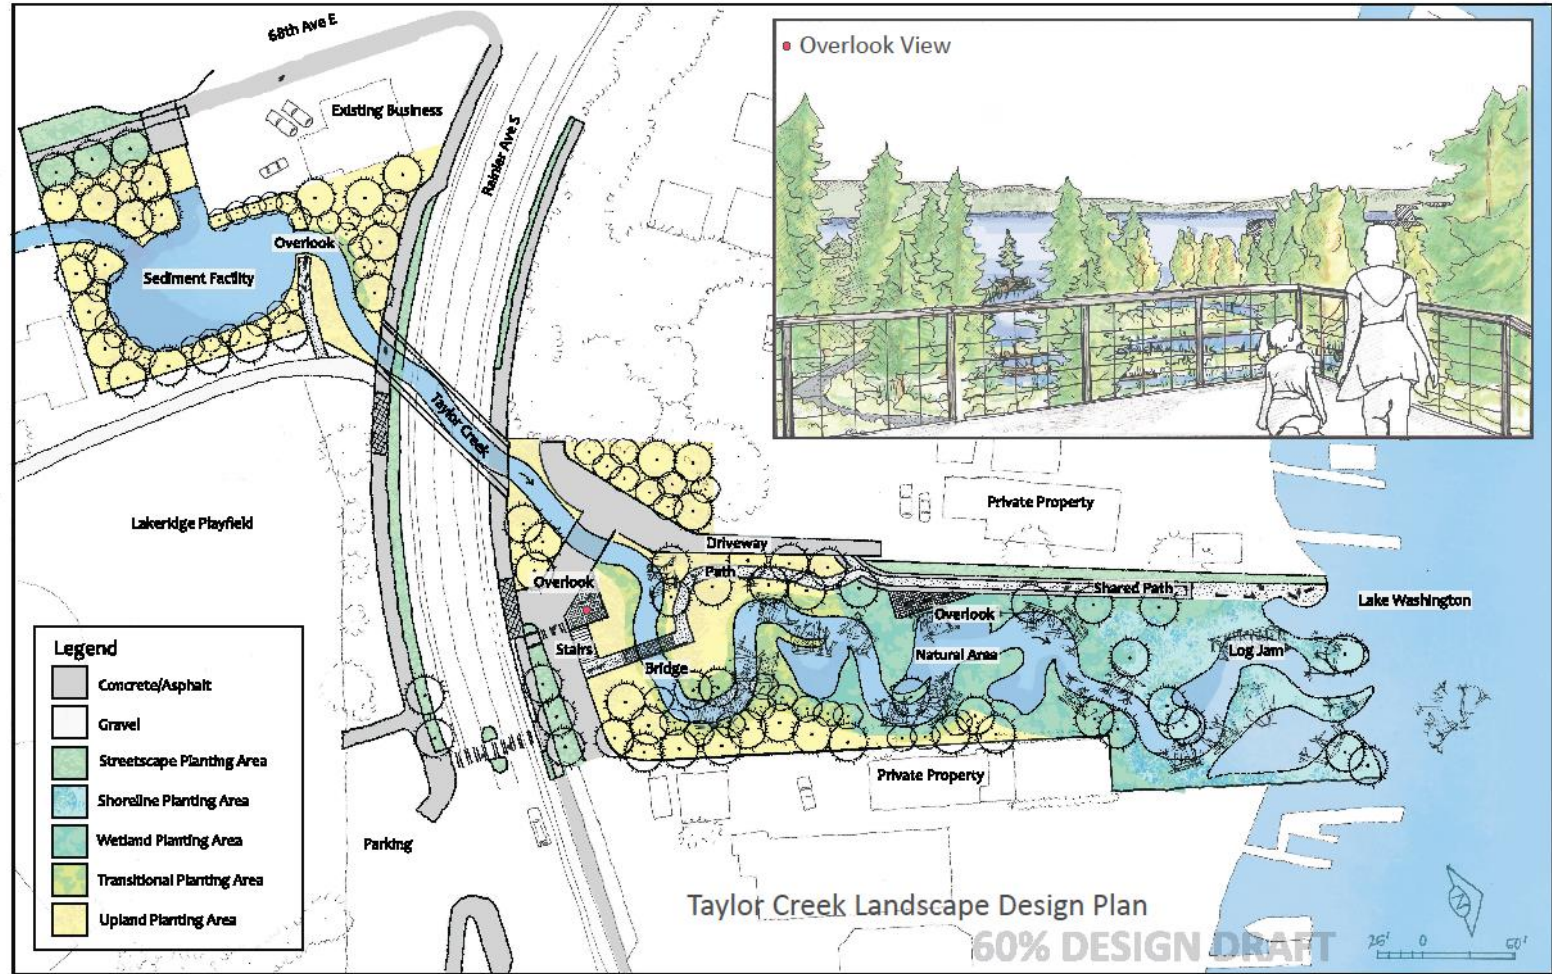 68th Ave E
Overlook View
Existing Business
Rainier Ave S
Overlook
Sediment Facility
Taylor Creek
Lakeridge Playfield
Private Property
Driveway
Path
Overlook
Shared Path
Overlook
Lake Washington
Stairs
Bridge
Natural Area
Log Jam
Private Property
Parking
Legend
Concrete/Asphalt
Gravel
Streetscape Planting Area
Shoreline Planting Area
Wetland Planting Area
Transitional Planting Area
Upland Planting Area
Taylor Creek Landscape Design Plan
60% DESIGN DRAFT
N
25' 0 50'